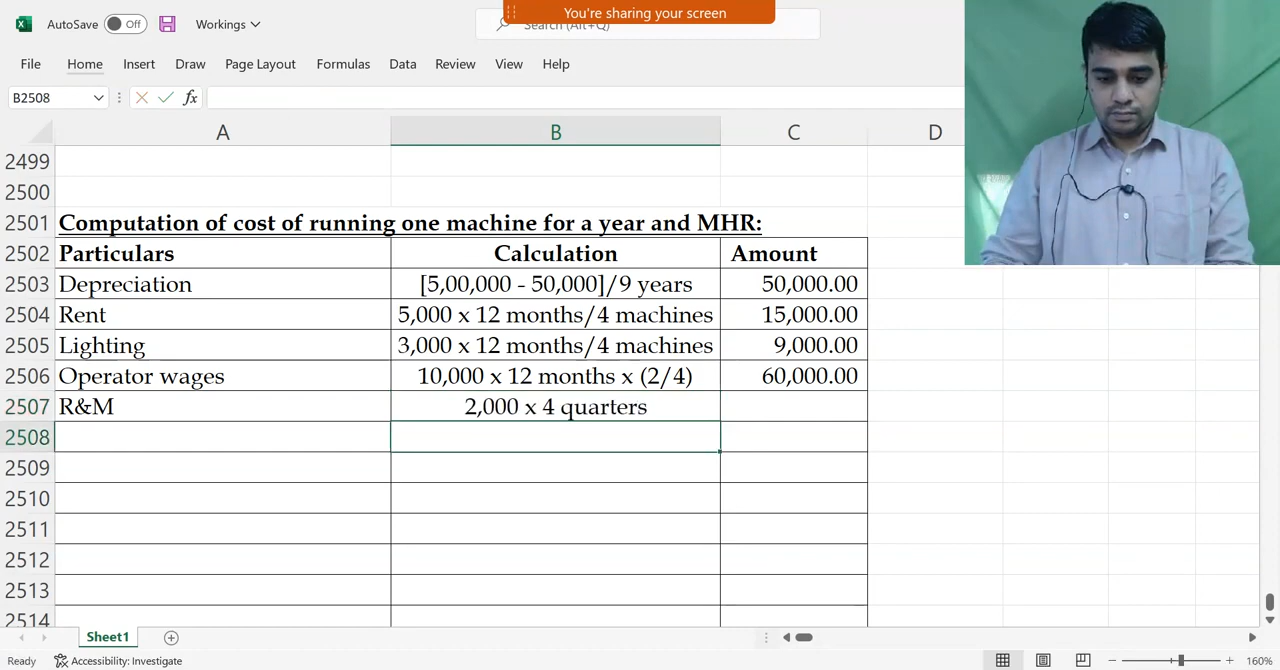 You're sharing your screen
AutoSave Off Workings Search (Alt+Q)
File Home Insert Draw Page Layout Formulas Data Review View Help
B2508 fx
A B C D
2499
2500
2501 Computation of cost of running one machine for a year and MHR:
2502 Particulars Calculation Amount
2503 Depreciation [5,00,000 - 50,000]/9 years 50,000.00
2504 Rent 5,000 x 12 months/4 machines 15,000.00
2505 Lighting 3,000 x 12 months/4 machines 9,000.00
2506 Operator wages 10,000 x 12 months x (2/4) 60,000.00
2507 R&M 2,000 x 4 quarters
2508
2509
2510
2511
2512
2513
2514
Sheet1
Ready Accessibility: Investigate 160%